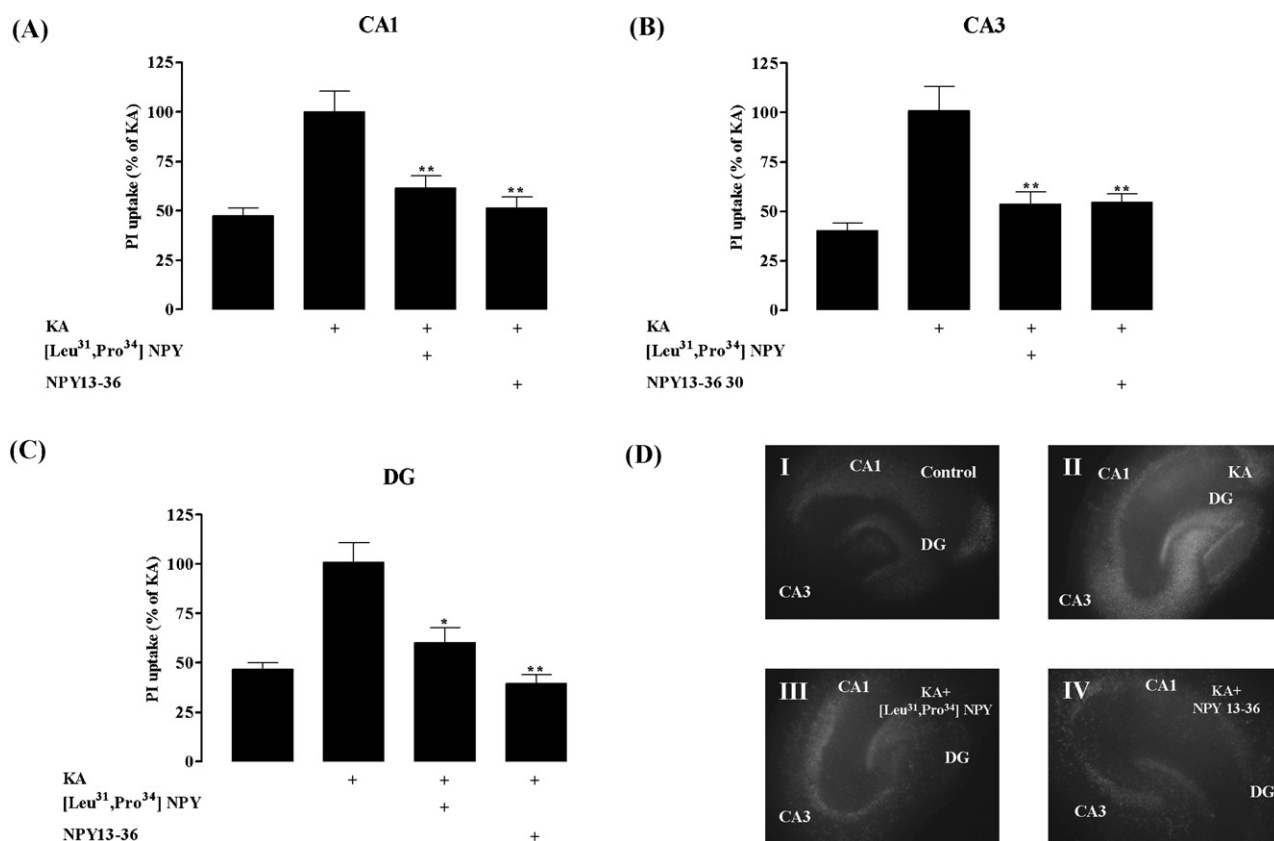 (A)
CA1
PI uptake (% of KA)
125
100
75
50
25
0
**
**
KA + + +
[Leu³¹,Pro³⁴] NPY +
NPY13-36 +
(B)
CA3
PI uptake (% of KA)
125
100
75
50
25
0
**
**
KA + + +
[Leu³¹,Pro³⁴] NPY +
NPY13-36 30 +
(C)
DG
PI uptake (% of KA)
125
100
75
50
25
0
*
**
KA + + +
[Leu³¹,Pro³⁴] NPY +
NPY13-36 +
(D)
I
CA1
Control
DG
CA3
II
CA1
KA
DG
CA3
III
CA1
KA+
[Leu³¹,Pro³⁴] NPY
DG
CA3
IV
CA1
KA+
NPY 13-36
DG
CA3